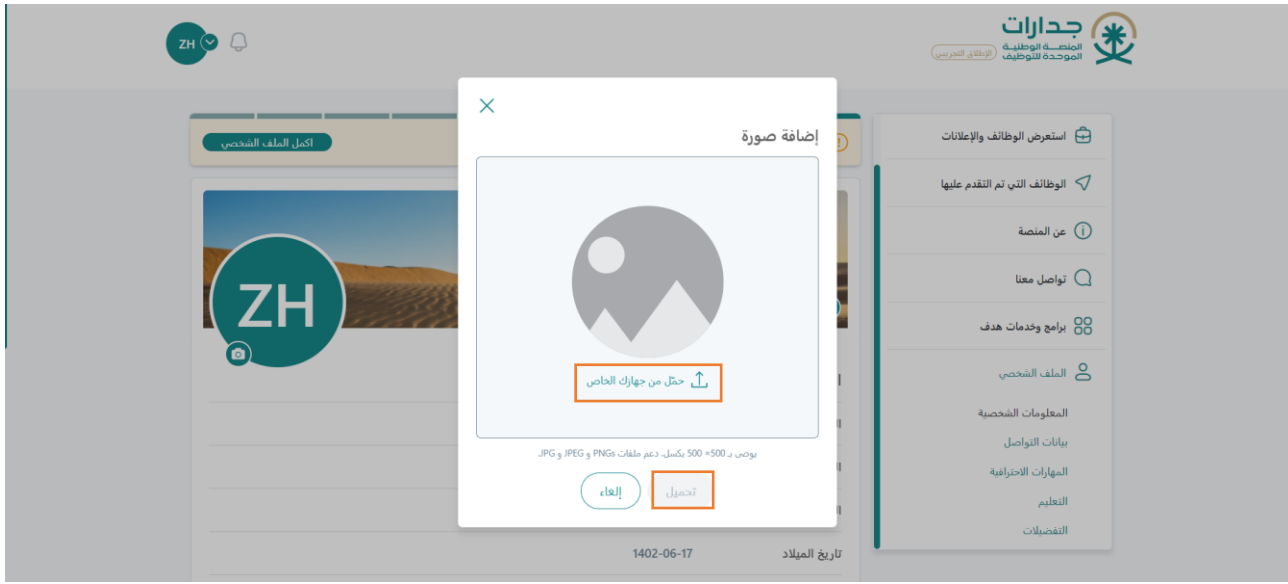 جدارات
المنصة الوطنية
الموحدة للتوظيف
(الإطلاق التجريبي)
ZH
استعرض الوظائف والإعلانات
الوظائف التي تم التقدم عليها
عن المنصة
تواصل معنا
برامج وخدمات هدف
الملف الشخصي
المعلومات الشخصية
بيانات التواصل
المهارات الاحترافية
التعليم
التفضيلات
اكمل الملف الشخصي
ZH
إضافة صورة
حمّل من جهازك الخاص
يوصى بـ 500× 500 بكسل. دعم ملفات PNGs و JPEG و JPG.
تحميل
إلغاء
تاريخ الميلاد 1402-06-17